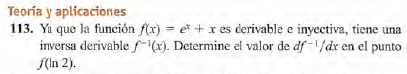 Teoría y aplicaciones
113. Ya que la función f(x) = eˣ + x es derivable e inyectiva, tiene una
inversa derivable f⁻¹(x). Determine el valor de df⁻¹/dx en el punto
f(ln 2).